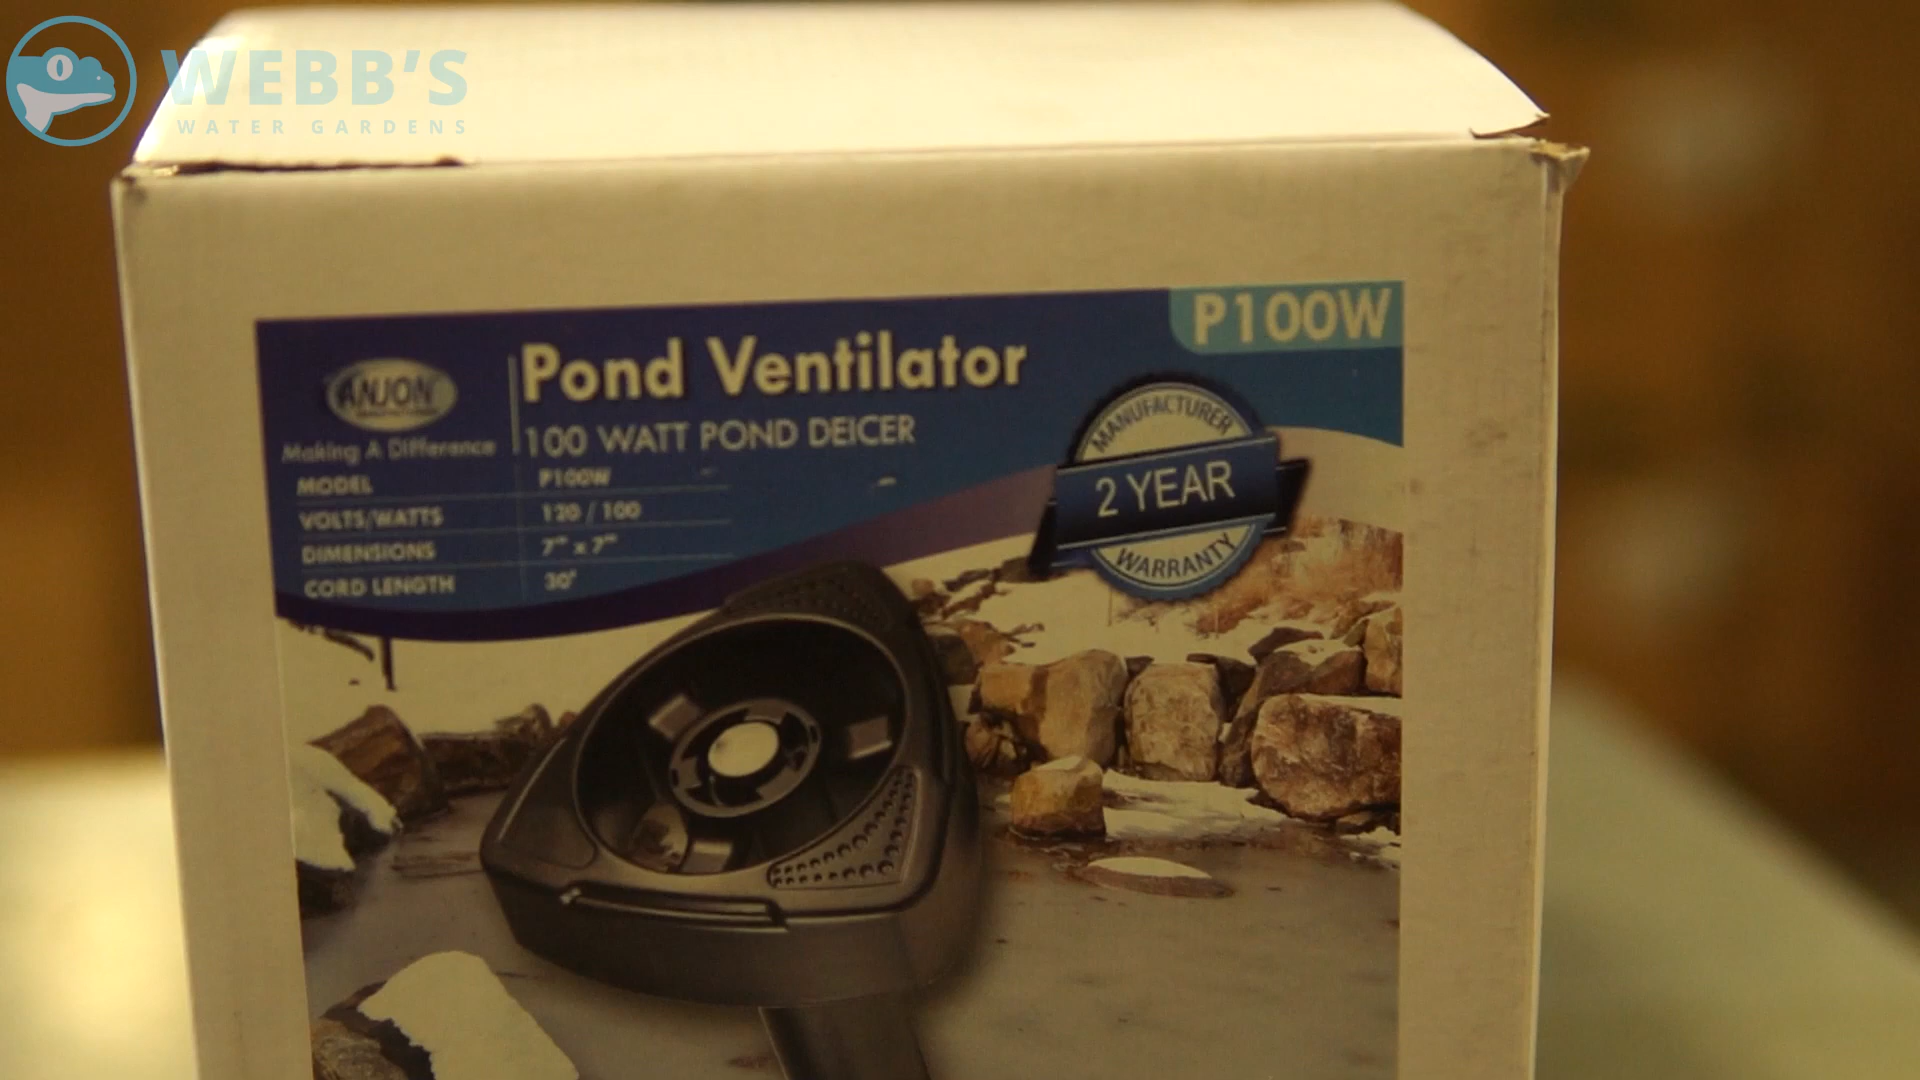 WEBB'S
WATER GARDENS
P100W
ANJON
Making A Difference
Pond Ventilator
100 WATT POND DEICER
MODEL P100W
VOLTS/WATTS 120 / 100
DIMENSIONS 7" x 7"
CORD LENGTH 30'
MANUFACTURER
2 YEAR
WARRANTY